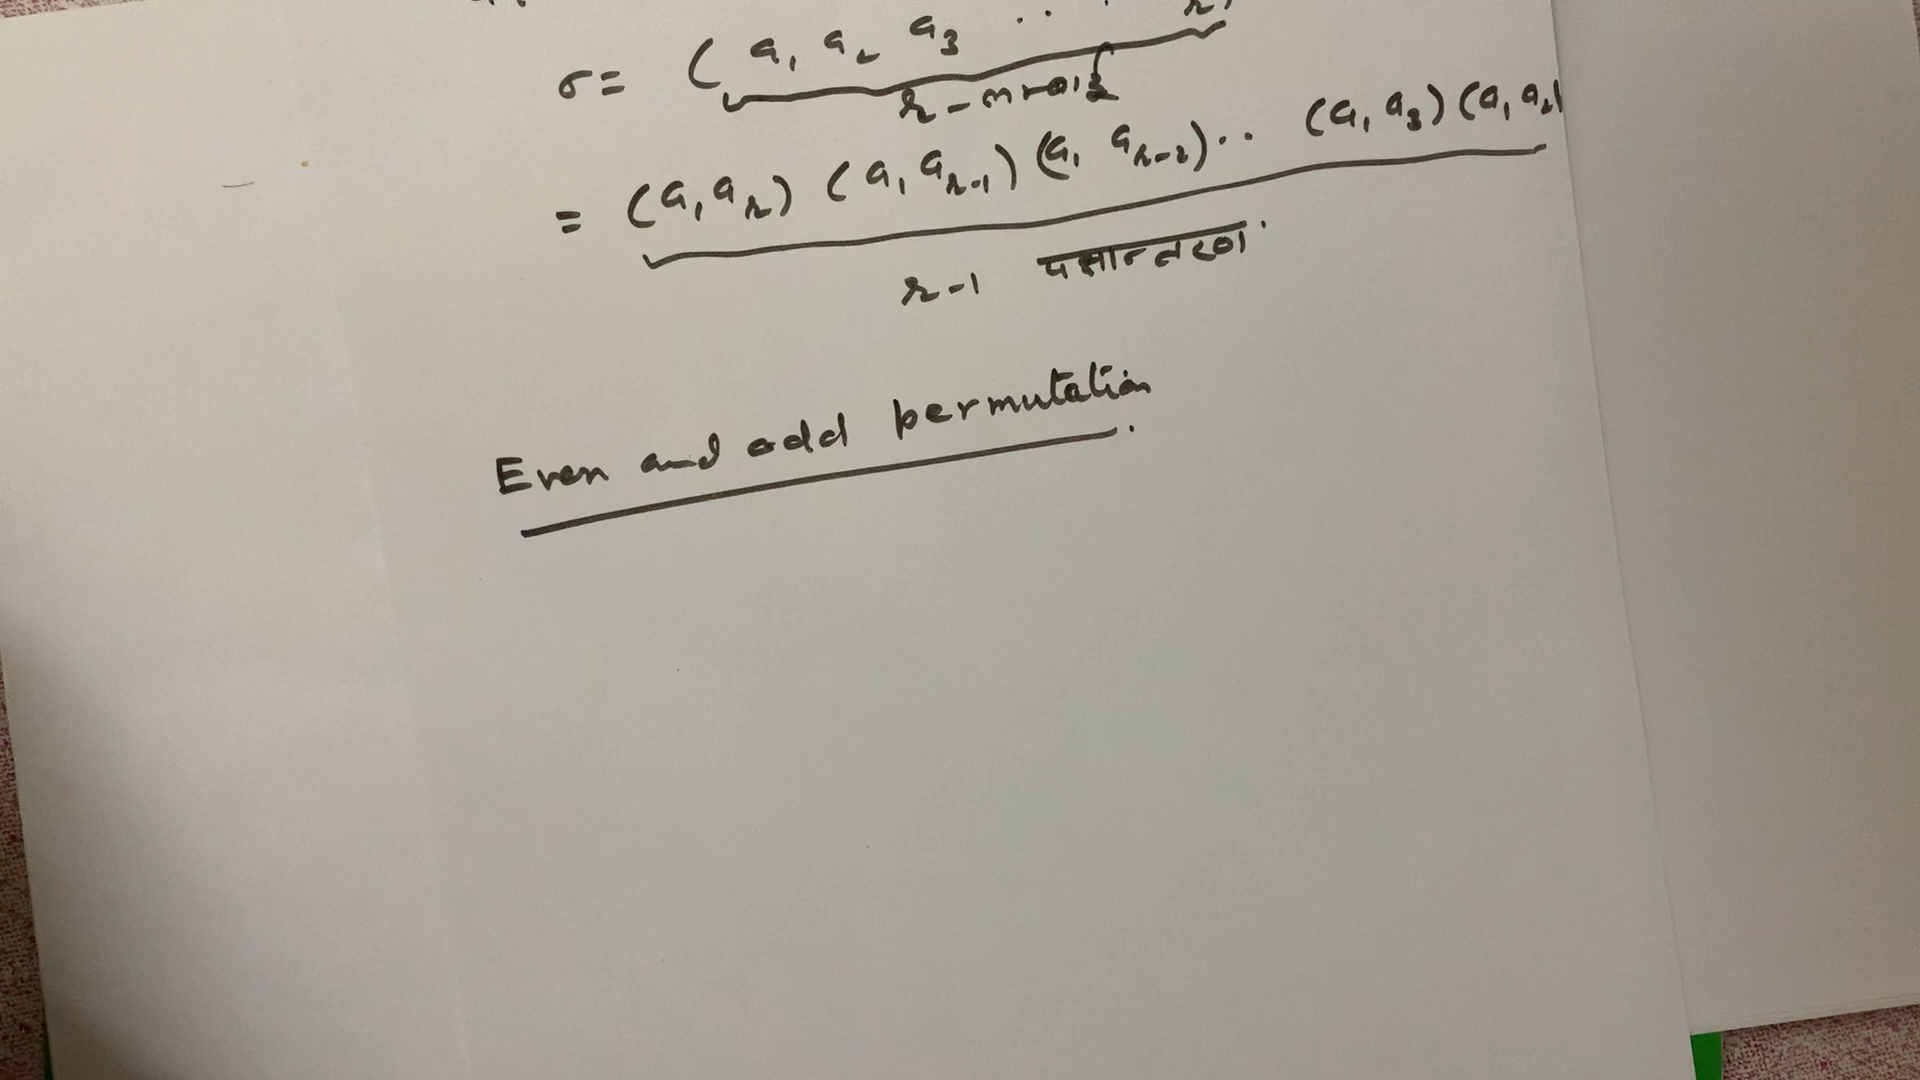 σ = ( a₁ a₂ a₃ . . .
= (a₁ aᵣ) (a₁ aᵣ₋₁) (a₁ aᵣ₋₂) . . (a₁ a₃) (a₁ a₂)
r-1 पक्षान्तरण
Even and odd permutation.